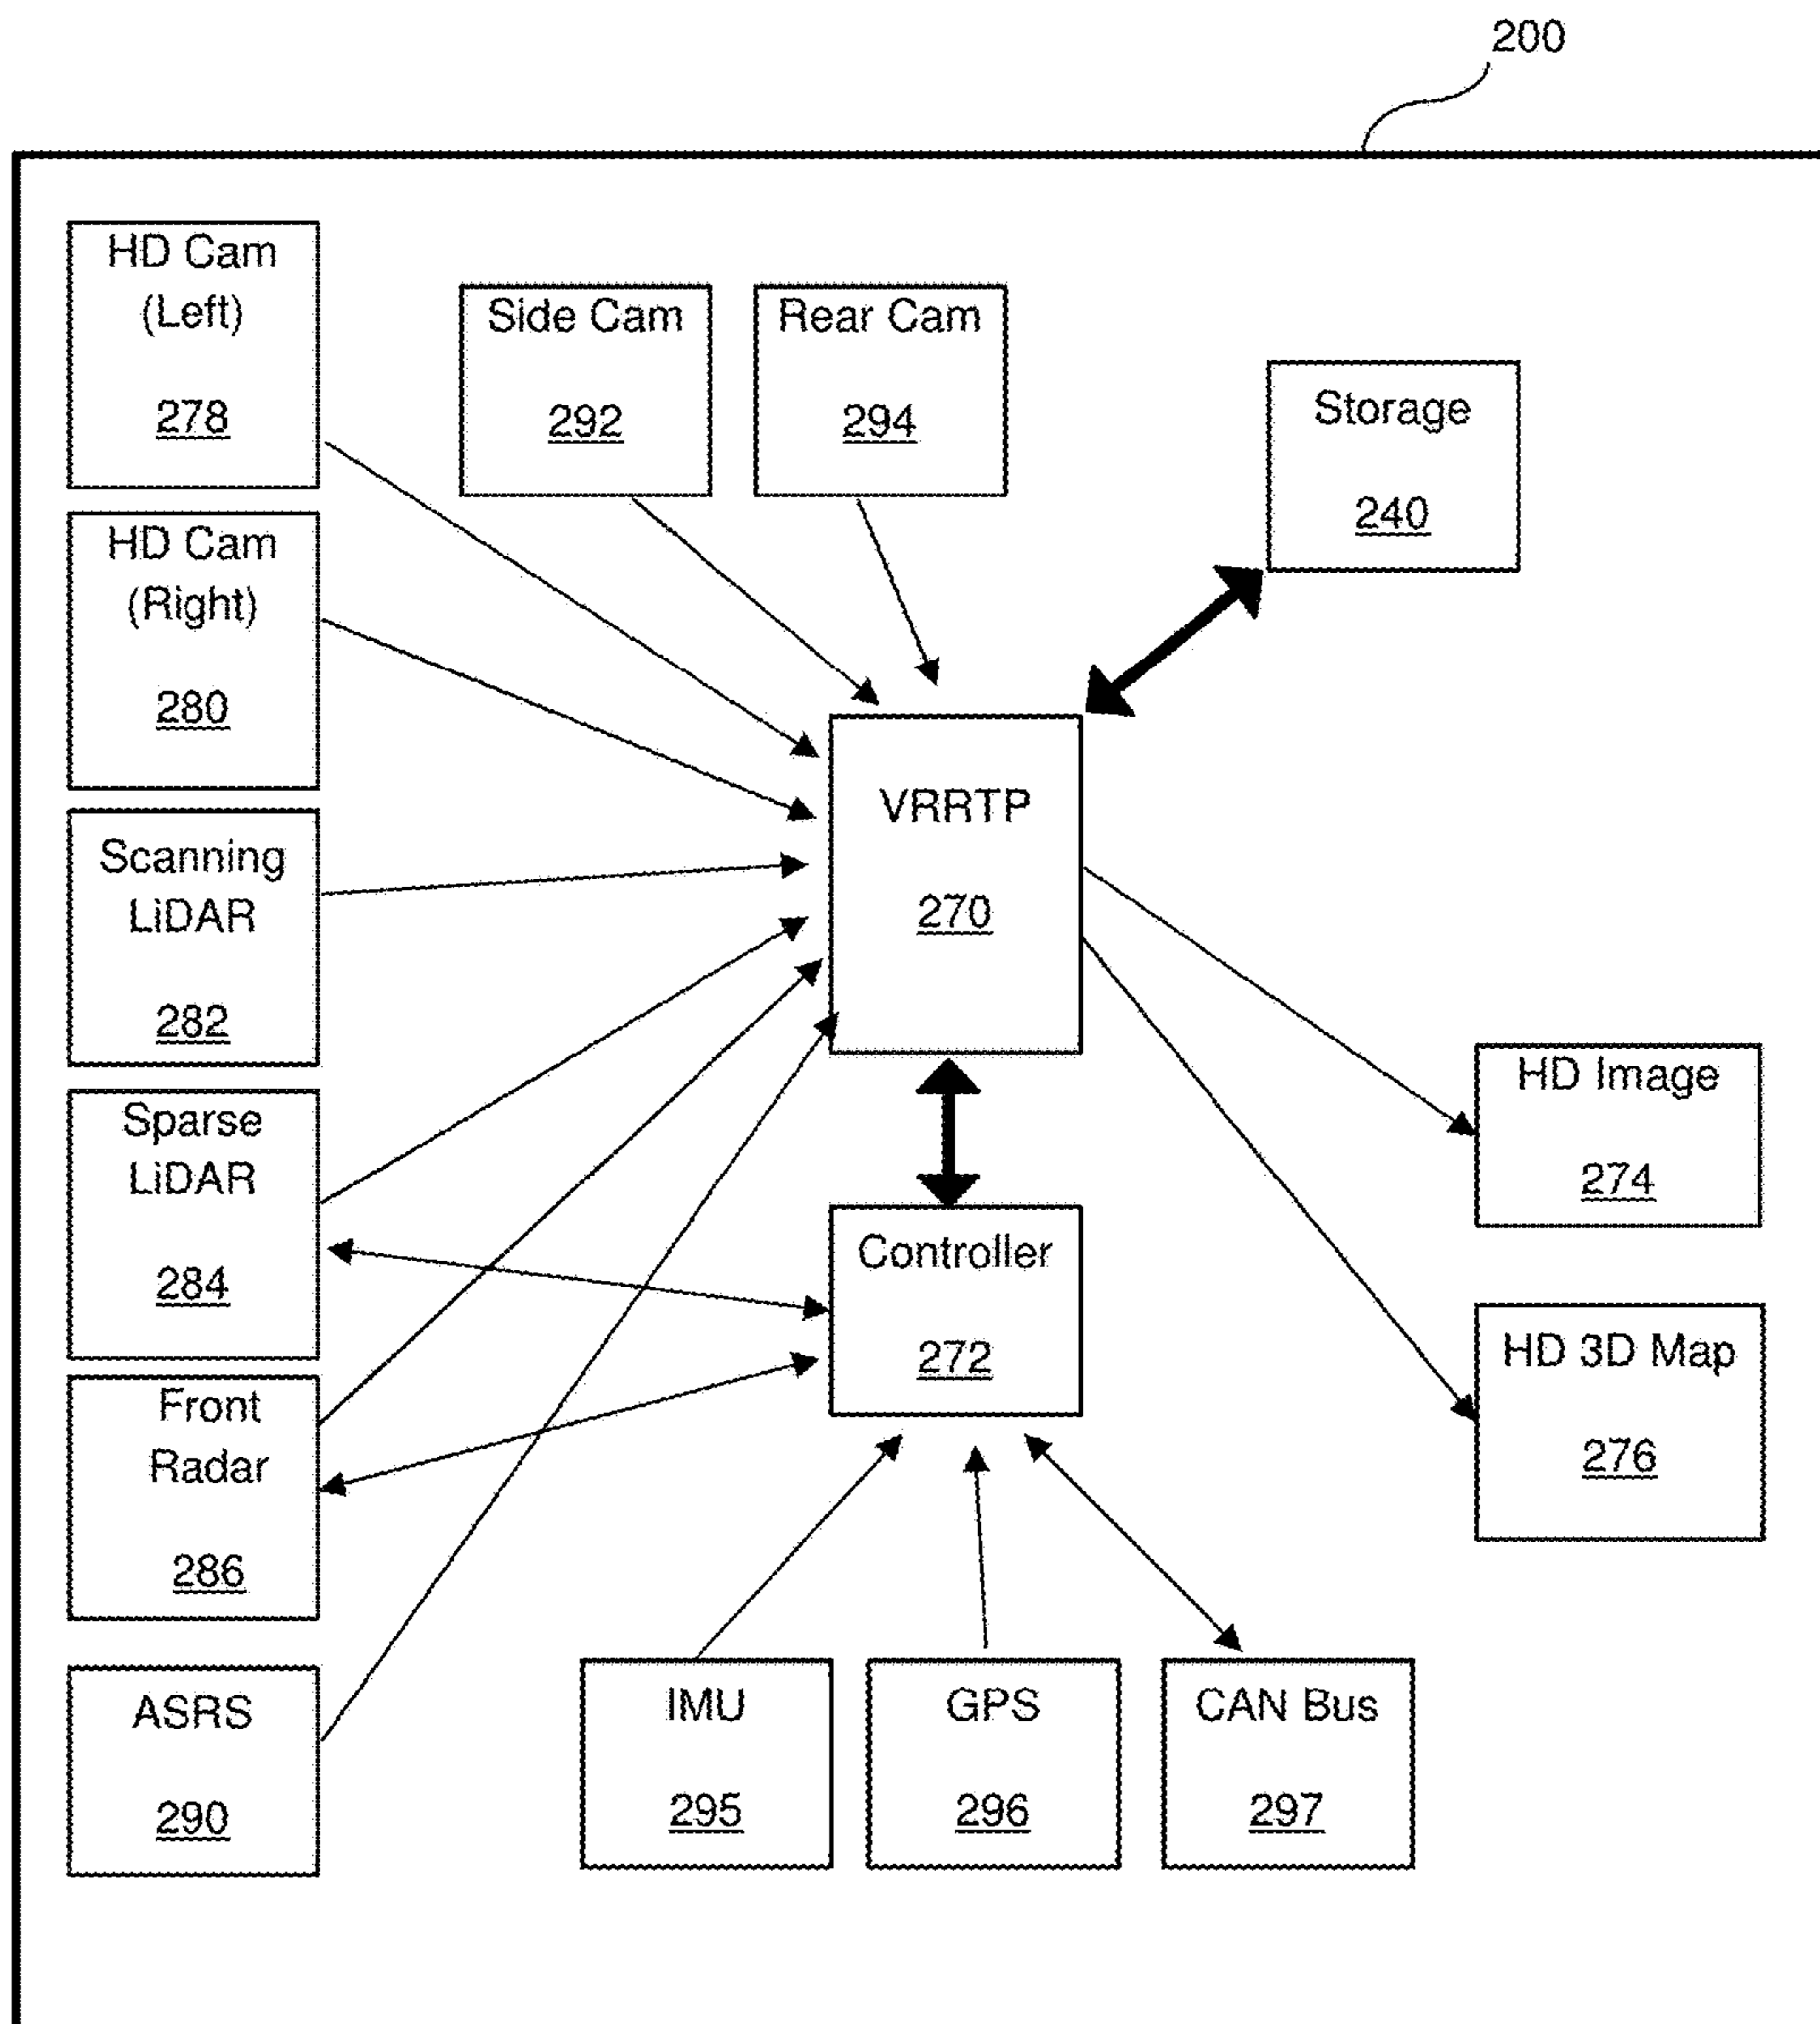 200
HD Cam
(Left)
278
Side Cam
292
Rear Cam
294
Storage
240
HD Cam
(Right)
280
VRRTP
270
Scanning
LiDAR
282
Sparse
LiDAR
284
HD Image
274
Controller
272
HD 3D Map
276
Front
Radar
286
ASRS
290
IMU
295
GPS
296
CAN Bus
297